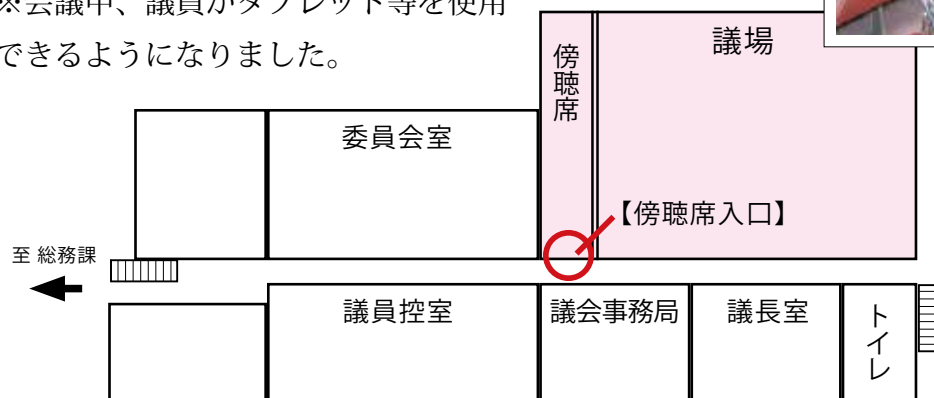 ※会議中、議員がタブレット等を使用
できるようになりました。
議場
傍聴席
委員会室
【傍聴席入口】
至 総務課
議員控室
議会事務局
議長室
トイレ